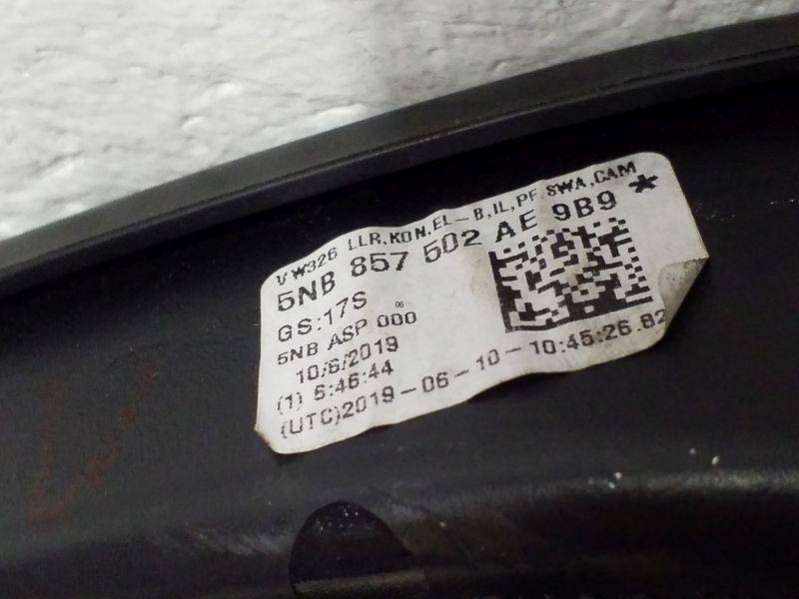 VW326 LLR,KON,EL-B,IL,PF,SWA,CAM
5NB 857 502 AE 9B9 *
GS:17S
06
5NB ASP 000
10/6/2019
(1) 5:46:44
(UTC)2019-06-10-10:45:26.82